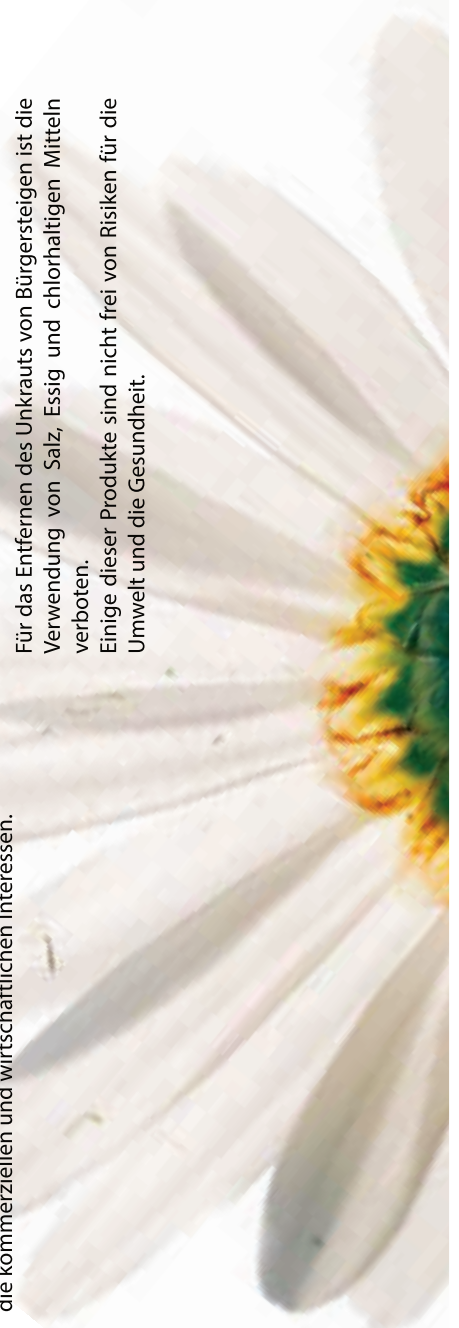 die kommerziellen und wirtschaftlichen Interessen.
Für das Entfernen des Unkrauts von Bürgersteigen ist die
Verwendung von Salz, Essig und chlorhaltigen Mitteln
verboten.
Einige dieser Produkte sind nicht frei von Risiken für die
Umwelt und die Gesundheit.